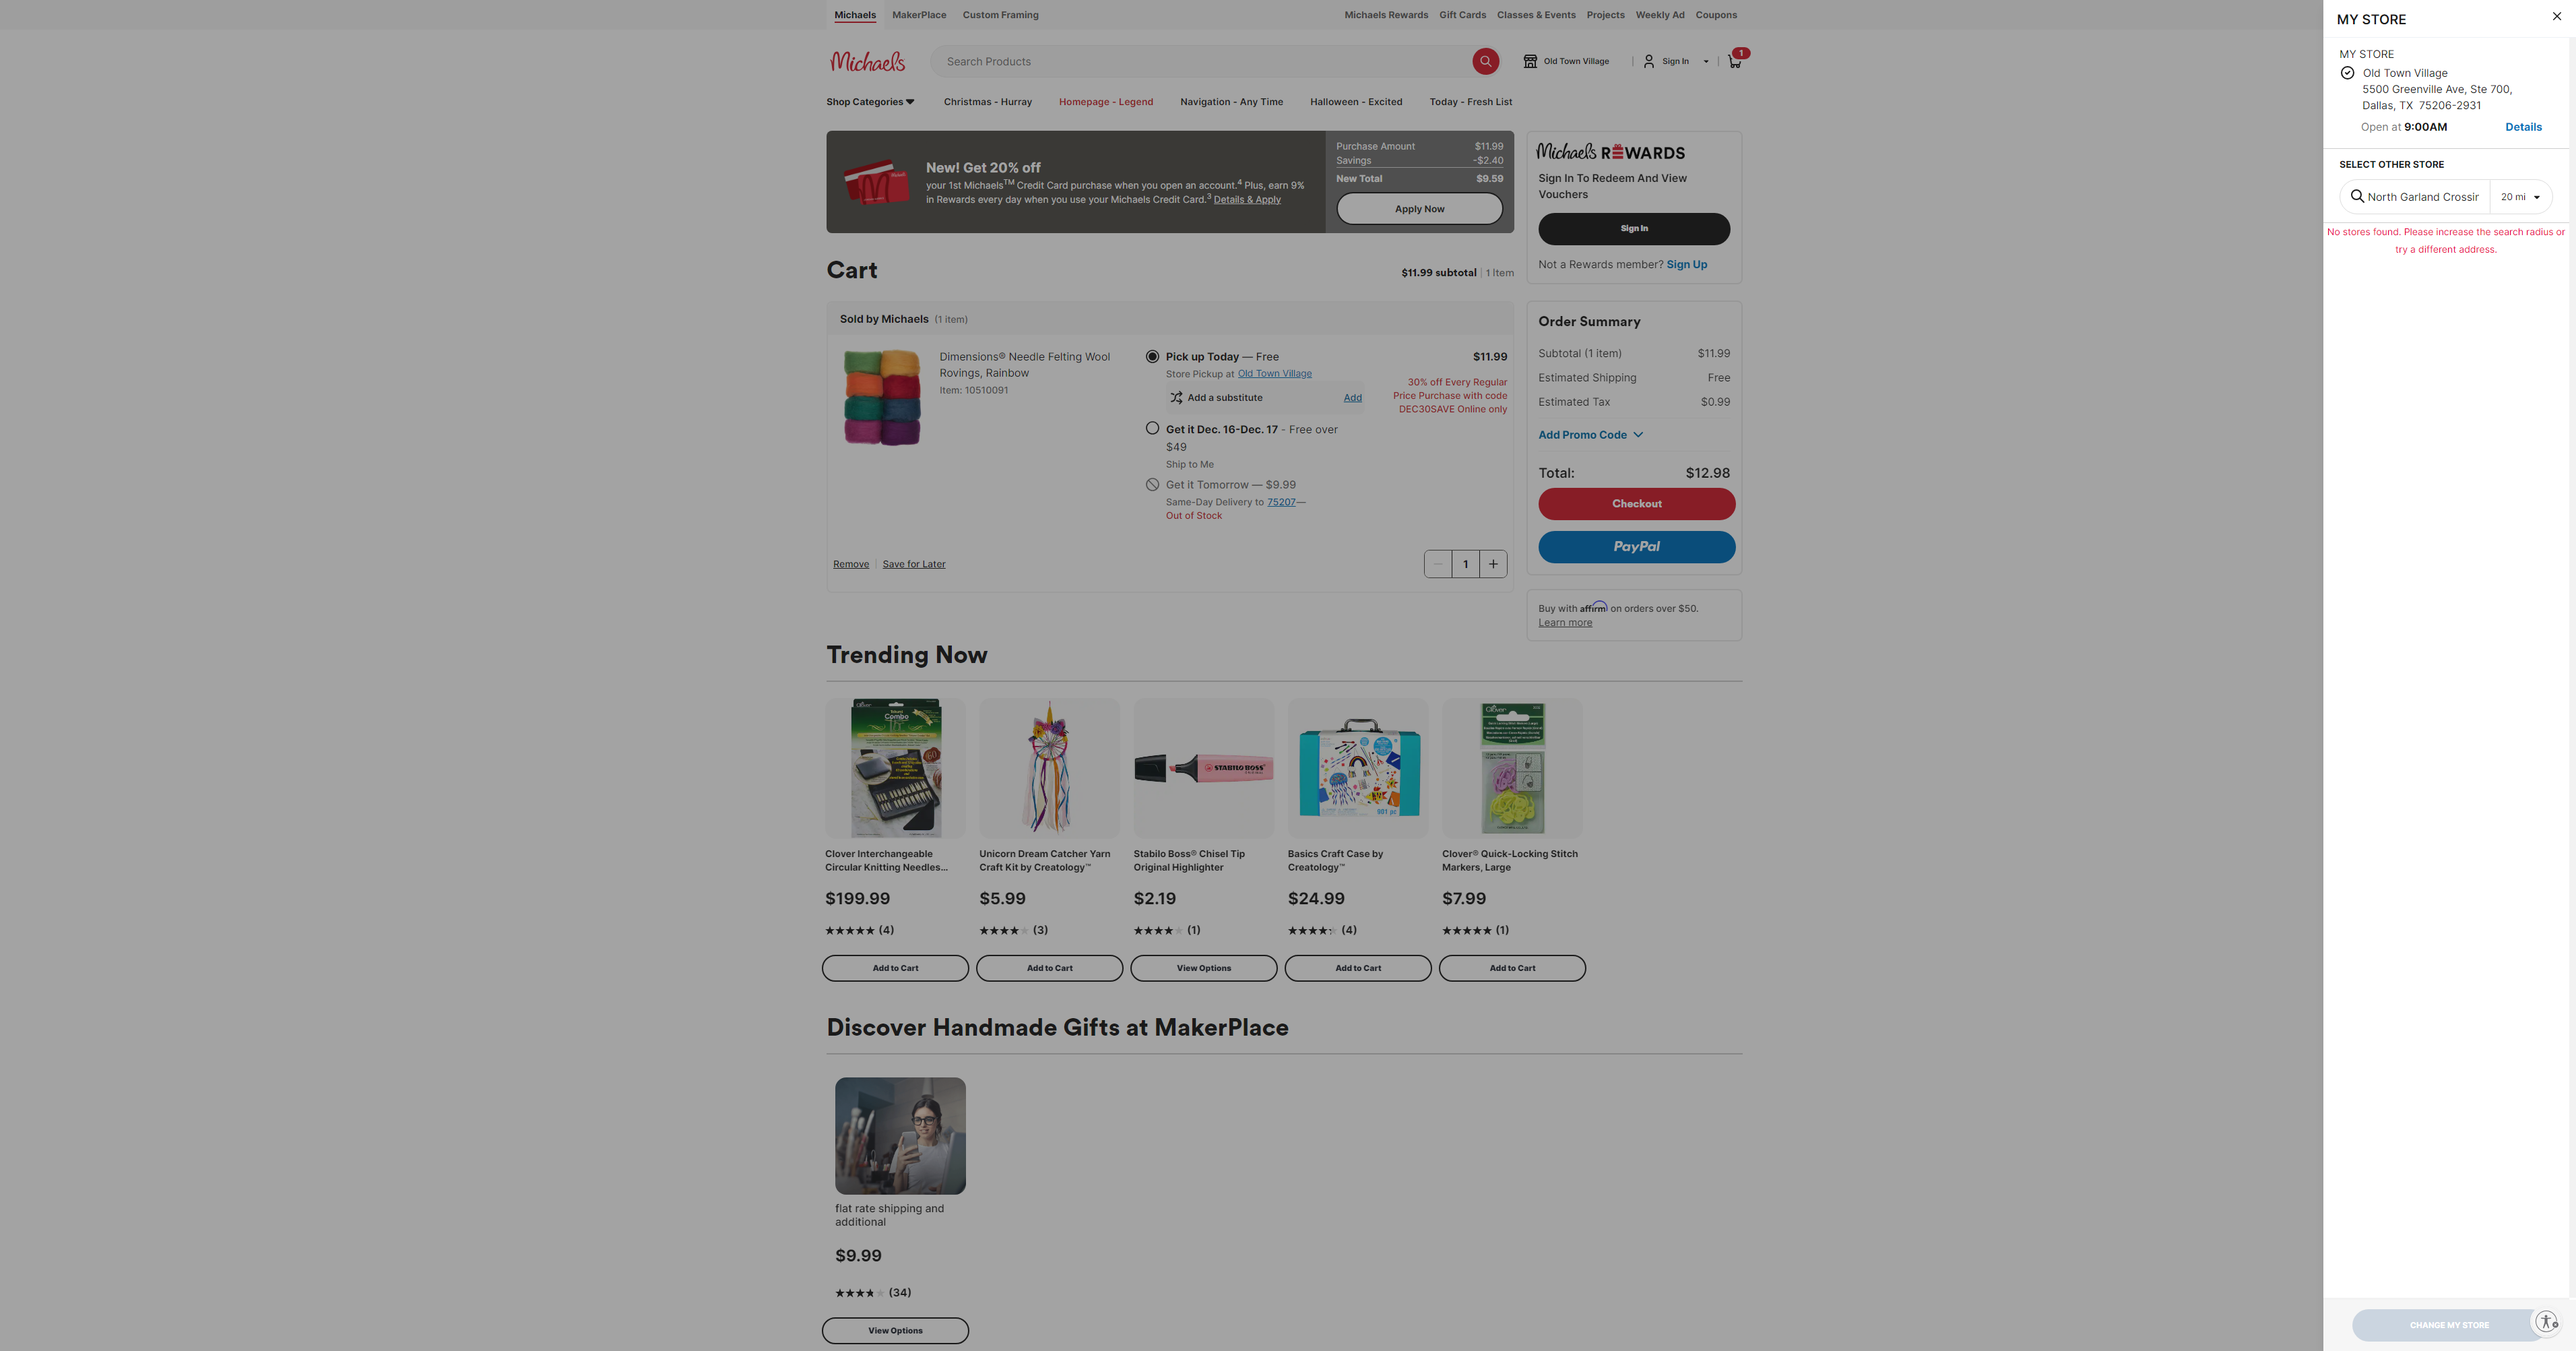 Michaels
MakerPlace
Custom Framing
Michaels Rewards
Gift Cards
Classes & Events
Projects
Weekly Ad
Coupons
Michaels
Search Products
Old Town Village
Sign In
1
Shop Categories
Christmas - Hurray
Homepage - Legend
Navigation - Any Time
Halloween - Excited
Today - Fresh List
New! Get 20% off
your 1st Michaels™ Credit Card purchase when you open an account.⁴ Plus, earn 9%
in Rewards every day when you use your Michaels Credit Card.³ Details & Apply
Purchase Amount $11.99
Savings -$2.40
New Total $9.59
Apply Now
Michaels REWARDS
Sign In To Redeem And View
Vouchers
Sign In
Not a Rewards member? Sign Up
Cart
$11.99 subtotal | 1 Item
Sold by Michaels (1 item)
Dimensions® Needle Felting Wool
Rovings, Rainbow
Item: 10510091
Pick up Today — Free
Store Pickup at Old Town Village
Add a substitute Add
Get it Dec. 16-Dec. 17 - Free over
$49
Ship to Me
Get it Tomorrow — $9.99
Same-Day Delivery to 75207—
Out of Stock
$11.99
30% off Every Regular
Price Purchase with code
DEC30SAVE Online only
Remove | Save for Later
1
Order Summary
Subtotal (1 item) $11.99
Estimated Shipping Free
Estimated Tax $0.99
Add Promo Code
Total: $12.98
Checkout
PayPal
Buy with affirm on orders over $50.
Learn more
Trending Now
Clover Interchangeable
Circular Knitting Needles...
$199.99
(4)
Add to Cart
Unicorn Dream Catcher Yarn
Craft Kit by Creatology™
$5.99
(3)
Add to Cart
STABILO BOSS
Stabilo Boss® Chisel Tip
Original Highlighter
$2.19
(1)
View Options
901 pc
Basics Craft Case by
Creatology™
$24.99
(4)
Add to Cart
Clover
Clover® Quick-Locking Stitch
Markers, Large
$7.99
(1)
Add to Cart
Discover Handmade Gifts at MakerPlace
flat rate shipping and
additional
$9.99
(34)
View Options
MY STORE
MY STORE
Old Town Village
5500 Greenville Ave, Ste 700,
Dallas, TX 75206-2931
Open at 9:00AM
Details
SELECT OTHER STORE
North Garland Crossir
20 mi
No stores found. Please increase the search radius or
try a different address.
CHANGE MY STORE